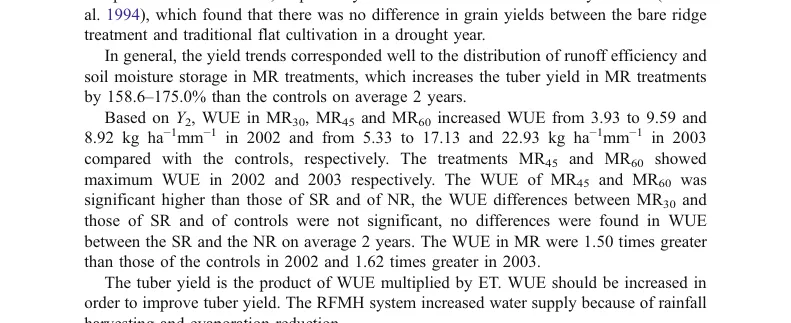 al. 1994), which found that there was no difference in grain yields between the bare ridge
treatment and traditional flat cultivation in a drought year.
In general, the yield trends corresponded well to the distribution of runoff efficiency and
soil moisture storage in MR treatments, which increases the tuber yield in MR treatments
by 158.6–175.0% than the controls on average 2 years.
Based on Y₂, WUE in MR₃₀, MR₄₅ and MR₆₀ increased WUE from 3.93 to 9.59 and
8.92 kg ha⁻¹mm⁻¹ in 2002 and from 5.33 to 17.13 and 22.93 kg ha⁻¹mm⁻¹ in 2003
compared with the controls, respectively. The treatments MR₄₅ and MR₆₀ showed
maximum WUE in 2002 and 2003 respectively. The WUE of MR₄₅ and MR₆₀ was
significant higher than those of SR and of NR, the WUE differences between MR₃₀ and
those of SR and of controls were not significant, no differences were found in WUE
between the SR and the NR on average 2 years. The WUE in MR were 1.50 times greater
than those of the controls in 2002 and 1.62 times greater in 2003.
The tuber yield is the product of WUE multiplied by ET. WUE should be increased in
order to improve tuber yield. The RFMH system increased water supply because of rainfall
harvesting and evaporation reduction.